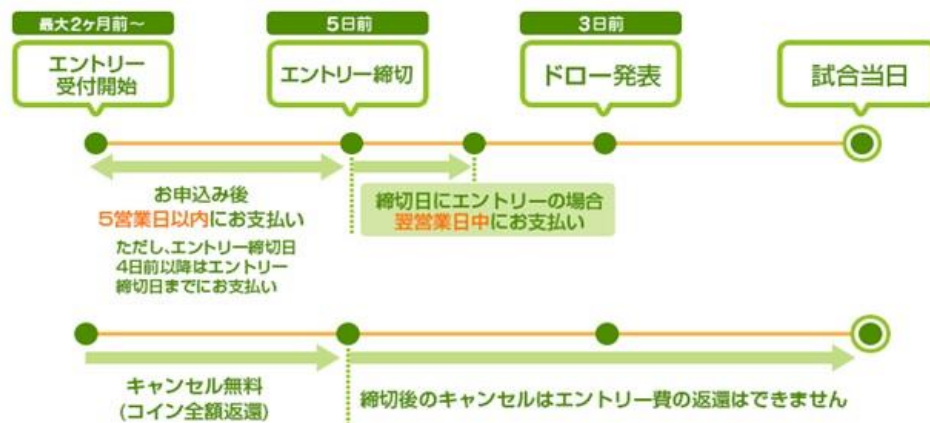 最大2ヶ月前～
5日前
3日前
エントリー
受付開始
エントリー締切
ドロー発表
試合当日
お申込み後
5営業日以内にお支払い
ただし、エントリー締切日
4日前以降はエントリー
締切日までにお支払い
締切日にエントリーの場合
翌営業日中にお支払い
キャンセル無料
(コイン全額返還)
締切後のキャンセルはエントリー費の返還はできません